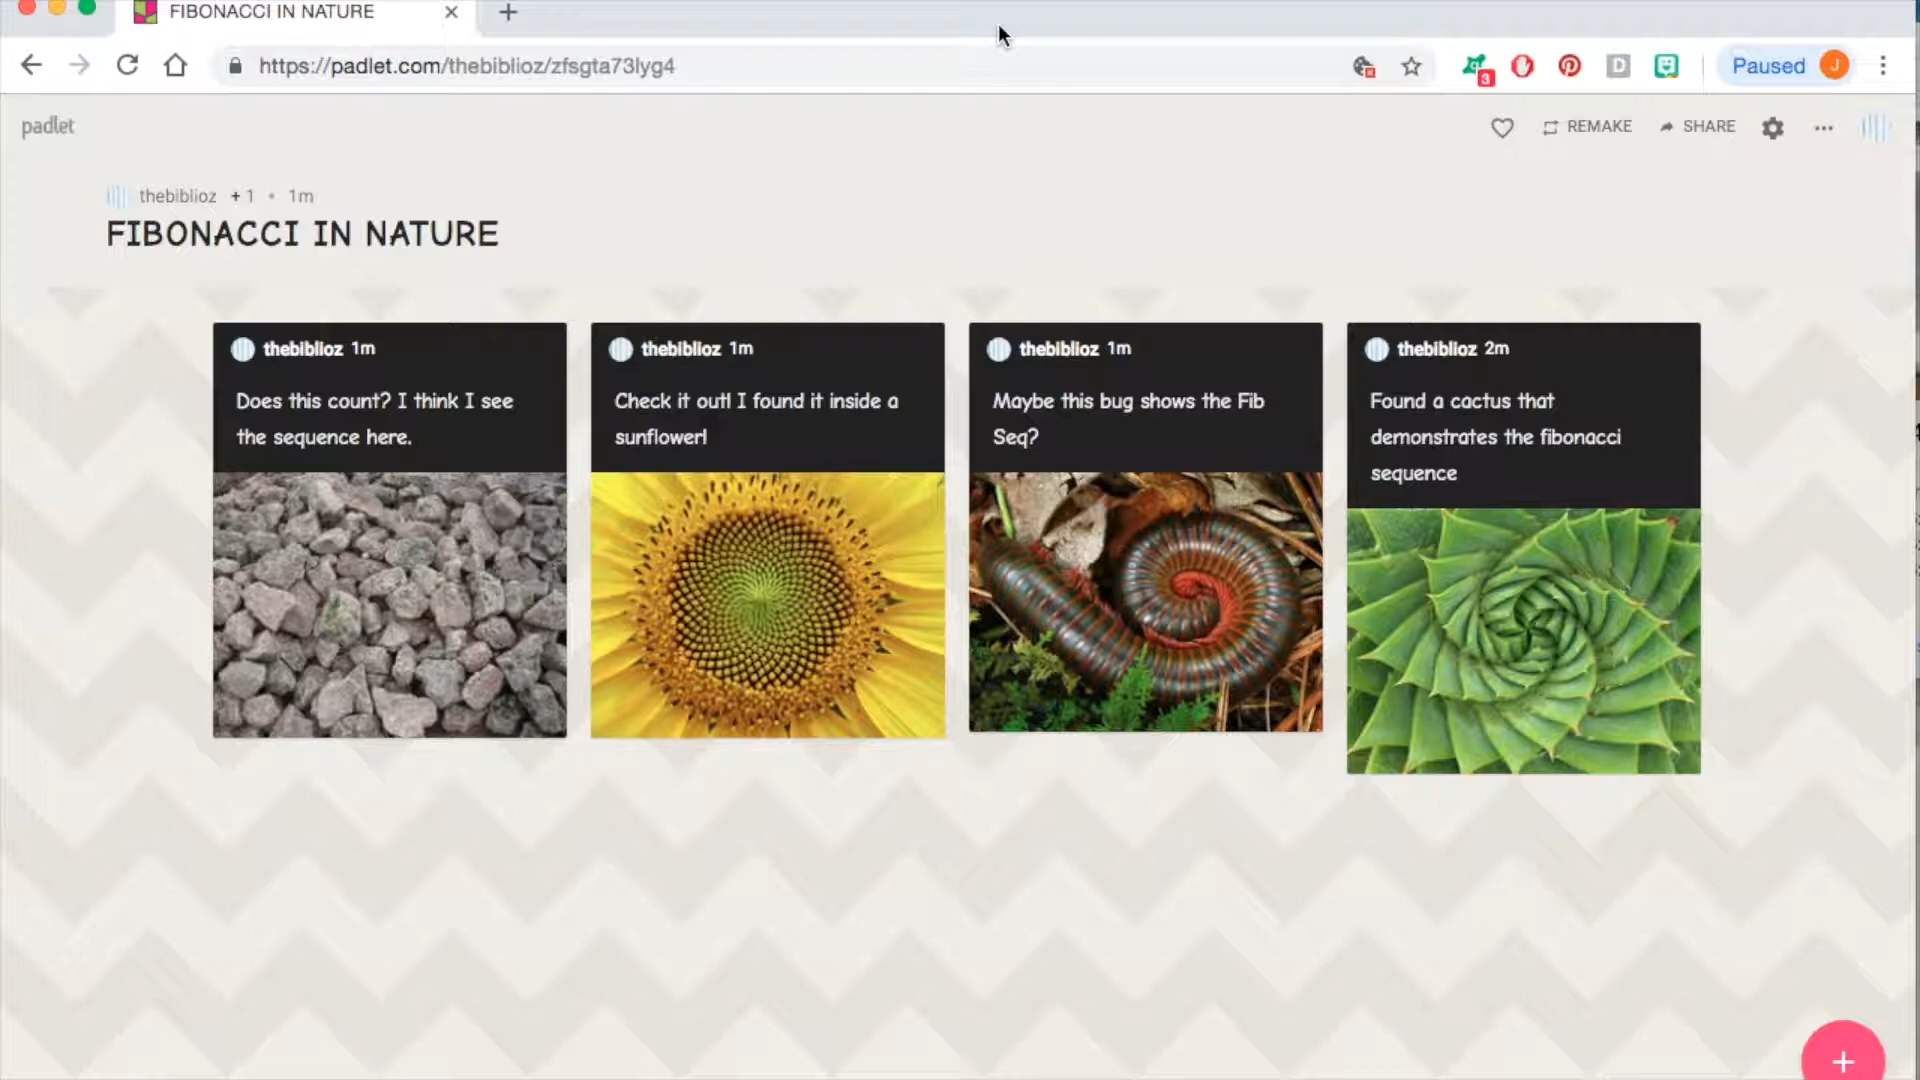 FIBONACCI IN NATURE
https://padlet.com/thebiblioz/zfsgta73lyg4
3
D
Paused J
padlet
REMAKE
SHARE
thebiblioz +1 • 1m
FIBONACCI IN NATURE
thebiblioz 1m
Does this count? I think I see
the sequence here.
thebiblioz 1m
Check it out! I found it inside a
sunflower!
thebiblioz 1m
Maybe this bug shows the Fib
Seq?
thebiblioz 2m
Found a cactus that
demonstrates the fibonacci
sequence